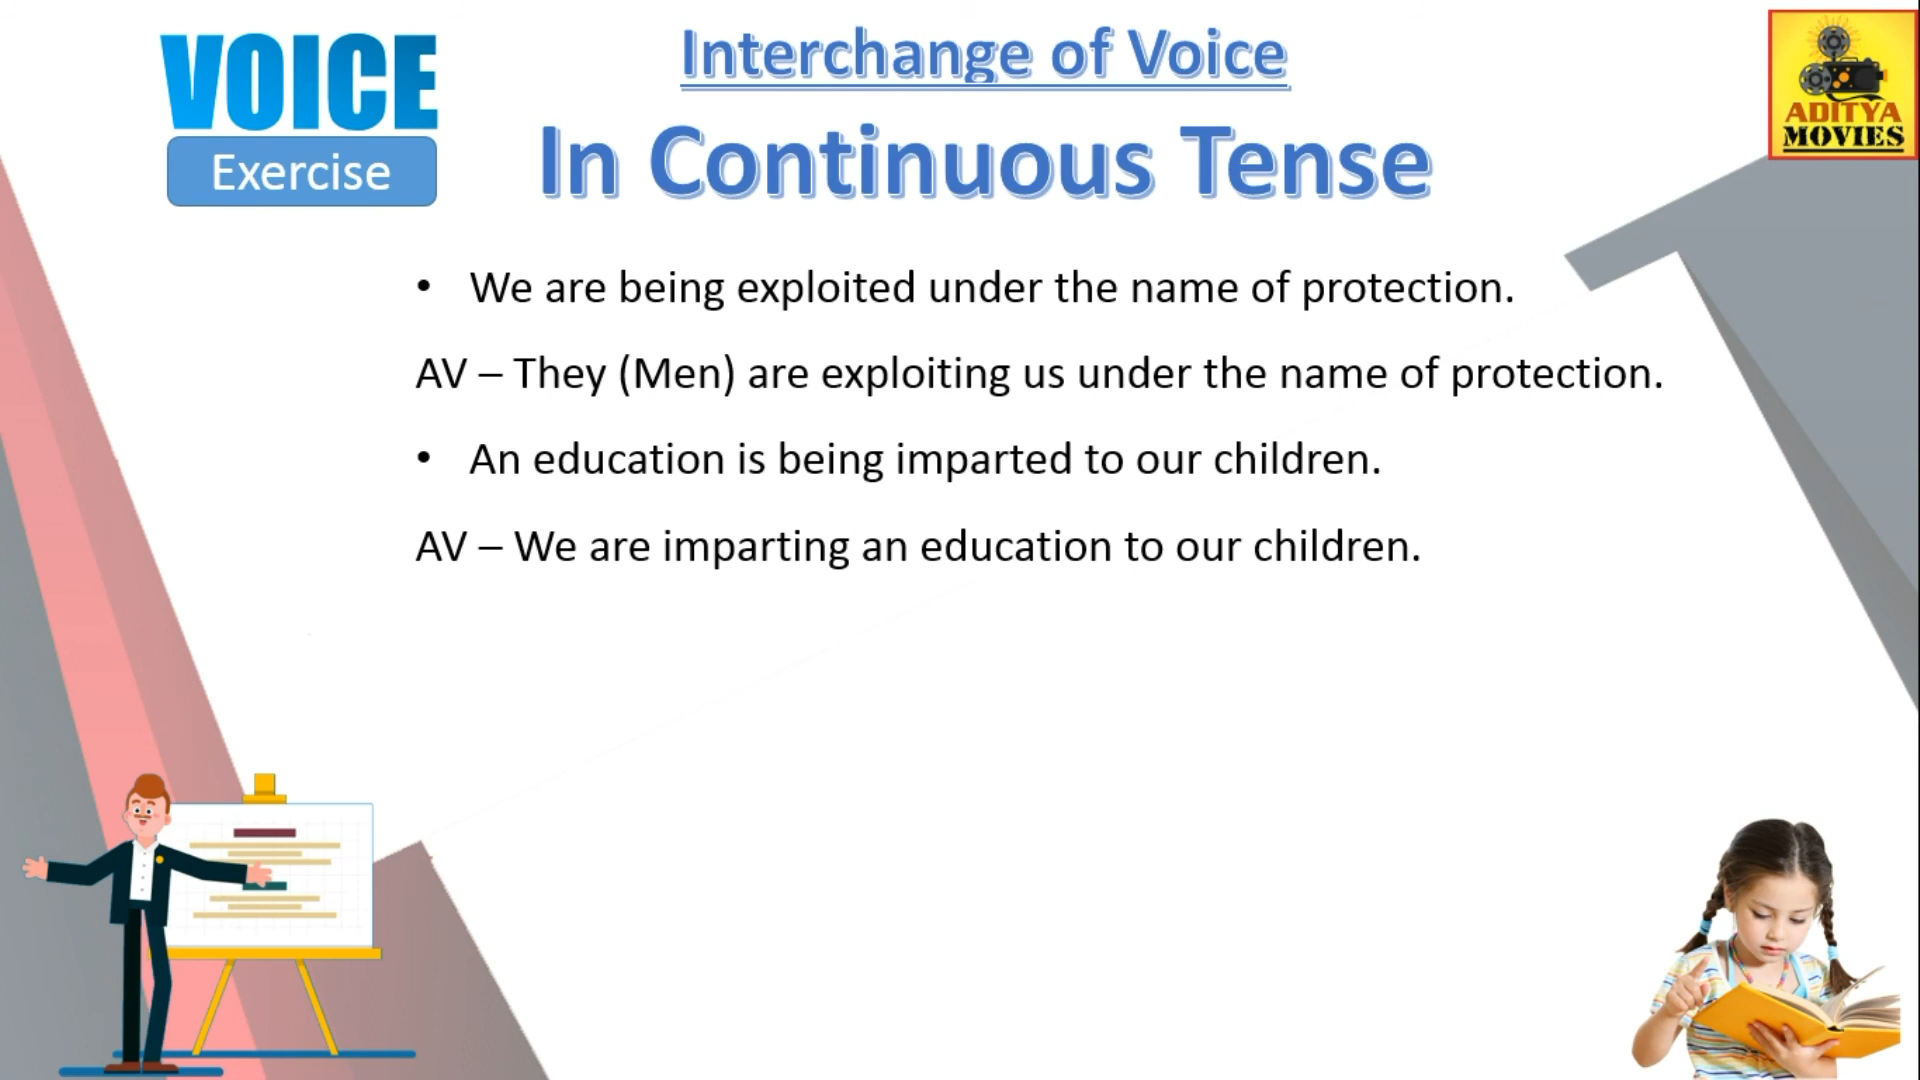 VOICE
Exercise
Interchange of Voice
In Continuous Tense
ADITYA
MOVIES
• We are being exploited under the name of protection.
AV – They (Men) are exploiting us under the name of protection.
• An education is being imparted to our children.
AV – We are imparting an education to our children.